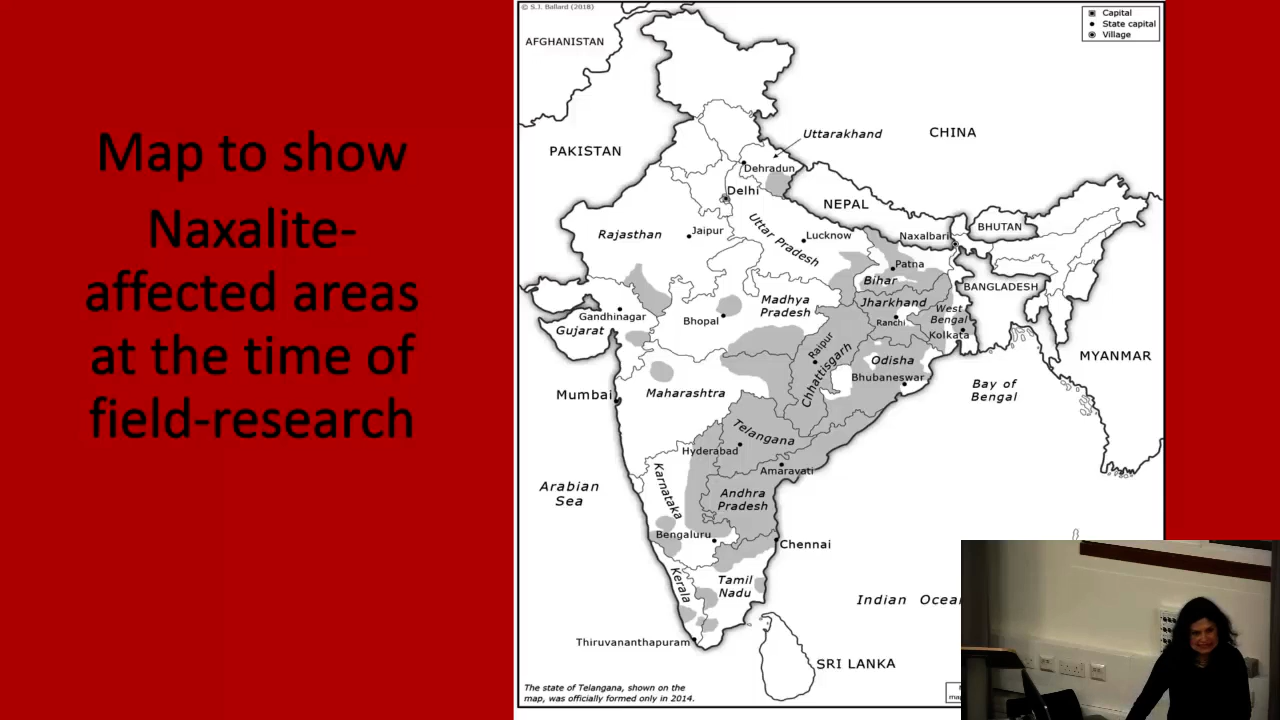 Map to show
Naxalite-
affected areas
at the time of
field-research
© S.J. Ballard (2018)
Capital
State capital
Village
AFGHANISTAN
PAKISTAN
CHINA
Uttarakhand
Dehradun
Delhi
NEPAL
BHUTAN
Rajasthan
Jaipur
Uttar Pradesh
Lucknow
Naxalbari
Patna
Bihar
BANGLADESH
Gandhinagar
Gujarat
Bhopal
Madhya
Pradesh
Jharkhand
Ranchi
West
Bengal
Kolkata
MYANMAR
Raipur
Chhattisgarh
Odisha
Bhubaneswar
Mumbai
Maharashtra
Bay of
Bengal
Telangana
Hyderabad
Amaravati
Arabian
Sea
Karnataka
Andhra
Pradesh
Bengaluru
Chennai
Kerala
Tamil
Nadu
Indian Ocea
Thiruvananthapuram
SRI LANKA
The state of Telangana, shown on the
map, was officially formed only in 2014.